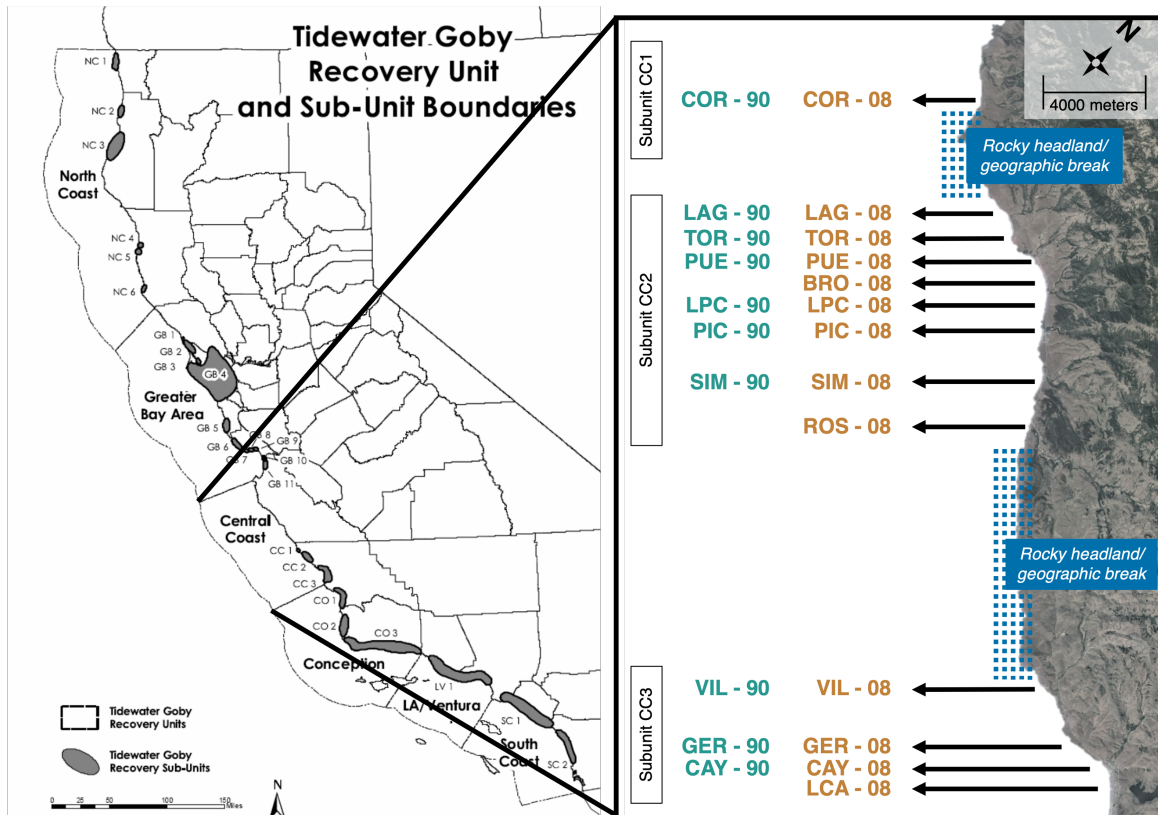 Tidewater Goby
Recovery Unit
and Sub-Unit Boundaries
NC 1
NC 2
NC 3
North
Coast
NC 4
NC 5
NC 6
GB 1
GB 2
GB 3
GB 4
Greater
Bay Area
GB 5
GB 6
GB 7
GB 8
GB 9
GB 10
GB 11
Central
Coast
CC 1
CC 2
CC 3
CO 1
CO 2
CO 3
Conception
LV 1
LA/Ventura
SC 1
South
Coast
SC 2
Tidewater Goby
Recovery Units
Tidewater Goby
Recovery Sub-Units
0 10 25 50 100 150
Miles
N
Subunit CC1
COR - 90 COR - 08
N
4000 meters
Rocky headland/
geographic break
Subunit CC2
LAG - 90 LAG - 08
TOR - 90 TOR - 08
PUE - 90 PUE - 08
BRO - 08
LPC - 90 LPC - 08
PIC - 90 PIC - 08
SIM - 90 SIM - 08
ROS - 08
Rocky headland/
geographic break
Subunit CC3
VIL - 90 VIL - 08
GER - 90 GER - 08
CAY - 90 CAY - 08
LCA - 08